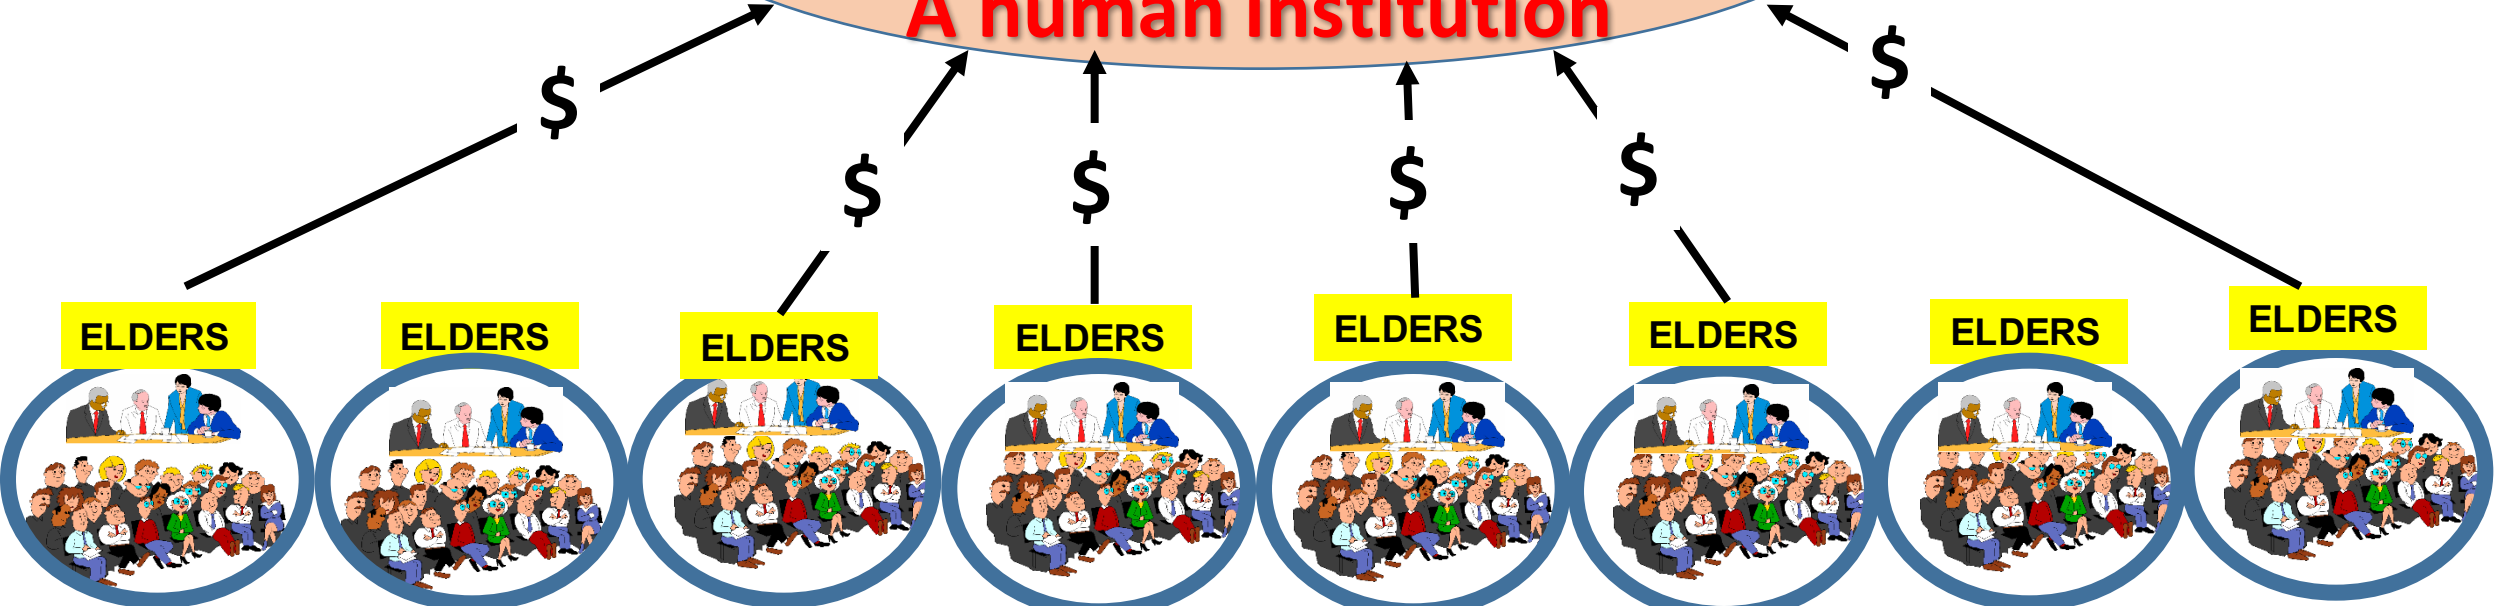 A human institution
$
$
$ $ $
$
ELDERS ELDERS ELDERS ELDERS ELDERS ELDERS ELDERS ELDERS